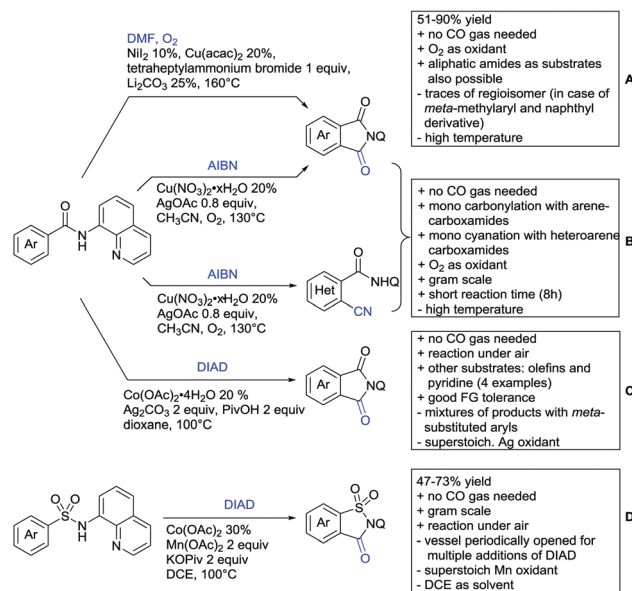 DMF, O2
NiI2 10%, Cu(acac)2 20%,
tetraheptylammonium bromide 1 equiv,
Li2CO3 25%, 160°C
O
Ar
NQ
O
51-90% yield
+ no CO gas needed
+ O2 as oxidant
+ aliphatic amides as substrates
also possible
- traces of regioisomer (in case of
meta-methylaryl and naphthyl
derivative)
- high temperature
A
O
Ar
N
H
N
AIBN
Cu(NO3)2•xH2O 20%
AgOAc 0.8 equiv,
CH3CN, O2, 130°C
AIBN
Cu(NO3)2•xH2O 20%
AgOAc 0.8 equiv,
CH3CN, O2, 130°C
O
NHQ
Het
CN
+ no CO gas needed
+ mono carbonylation with arene-
carboxamides
+ mono cyanation with heteroarene
carboxamides
+ O2 as oxidant
+ gram scale
+ short reaction time (8h)
- high temperature
B
DIAD
Co(OAc)2•4H2O 20 %
Ag2CO3 2 equiv, PivOH 2 equiv
dioxane, 100°C
O
Ar
NQ
O
+ no CO gas needed
+ reaction under air
+ other substrates: olefins and
pyridine (4 examples)
+ good FG tolerance
- mixtures of products with meta-
substituted aryls
- superstoich. Ag oxidant
C
O O
S
Ar
N
H
N
DIAD
Co(OAc)2 30%
Mn(OAc)2 2 equiv
KOPiv 2 equiv
DCE, 100°C
O
S O
Ar
NQ
O
47-73% yield
+ no CO gas needed
+ gram scale
+ reaction under air
- vessel periodically opened for
multiple additions of DIAD
- superstoich Mn oxidant
- DCE as solvent
D